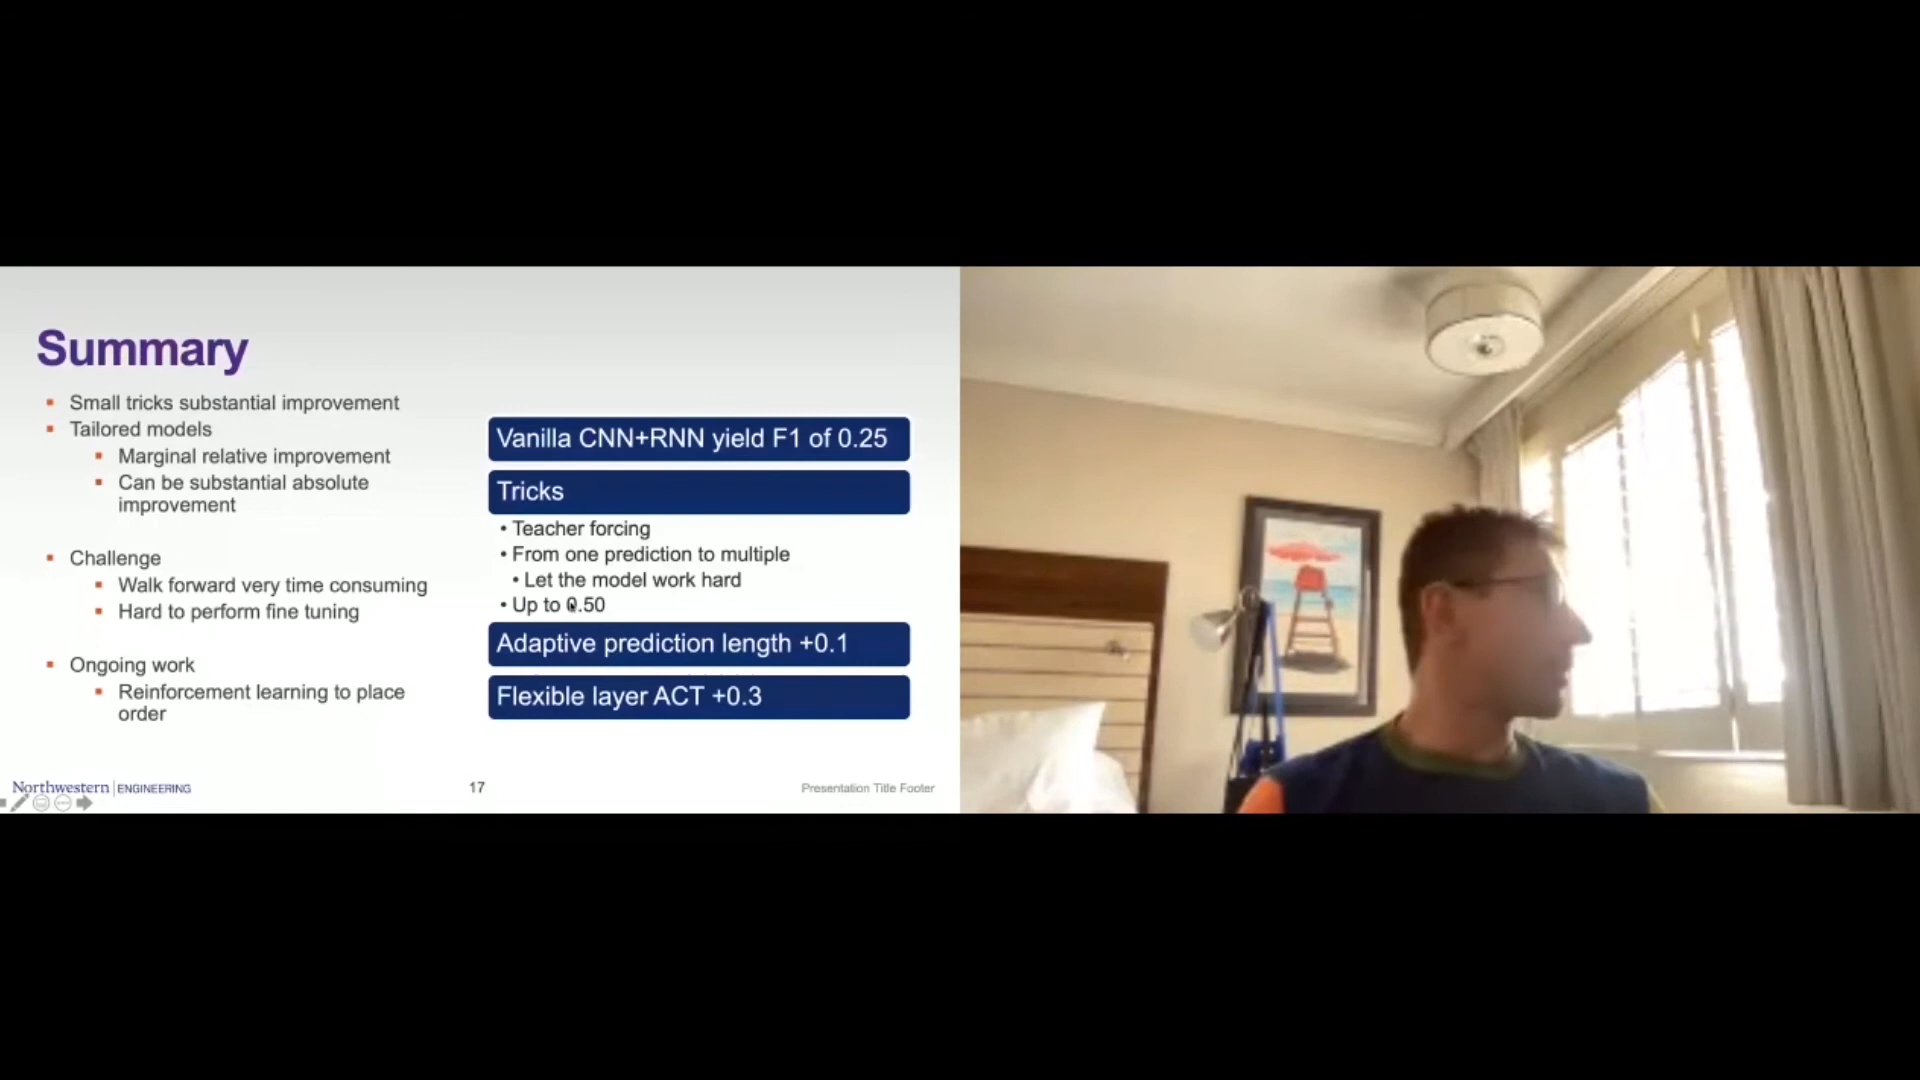 Summary
Small tricks substantial improvement
Tailored models
Marginal relative improvement
Can be substantial absolute
improvement
Challenge
Walk forward very time consuming
Hard to perform fine tuning
Ongoing work
Reinforcement learning to place
order
Vanilla CNN+RNN yield F1 of 0.25
Tricks
• Teacher forcing
• From one prediction to multiple
• Let the model work hard
• Up to 0.50
Adaptive prediction length +0.1
Flexible layer ACT +0.3
Northwestern | ENGINEERING
17
Presentation Title Footer